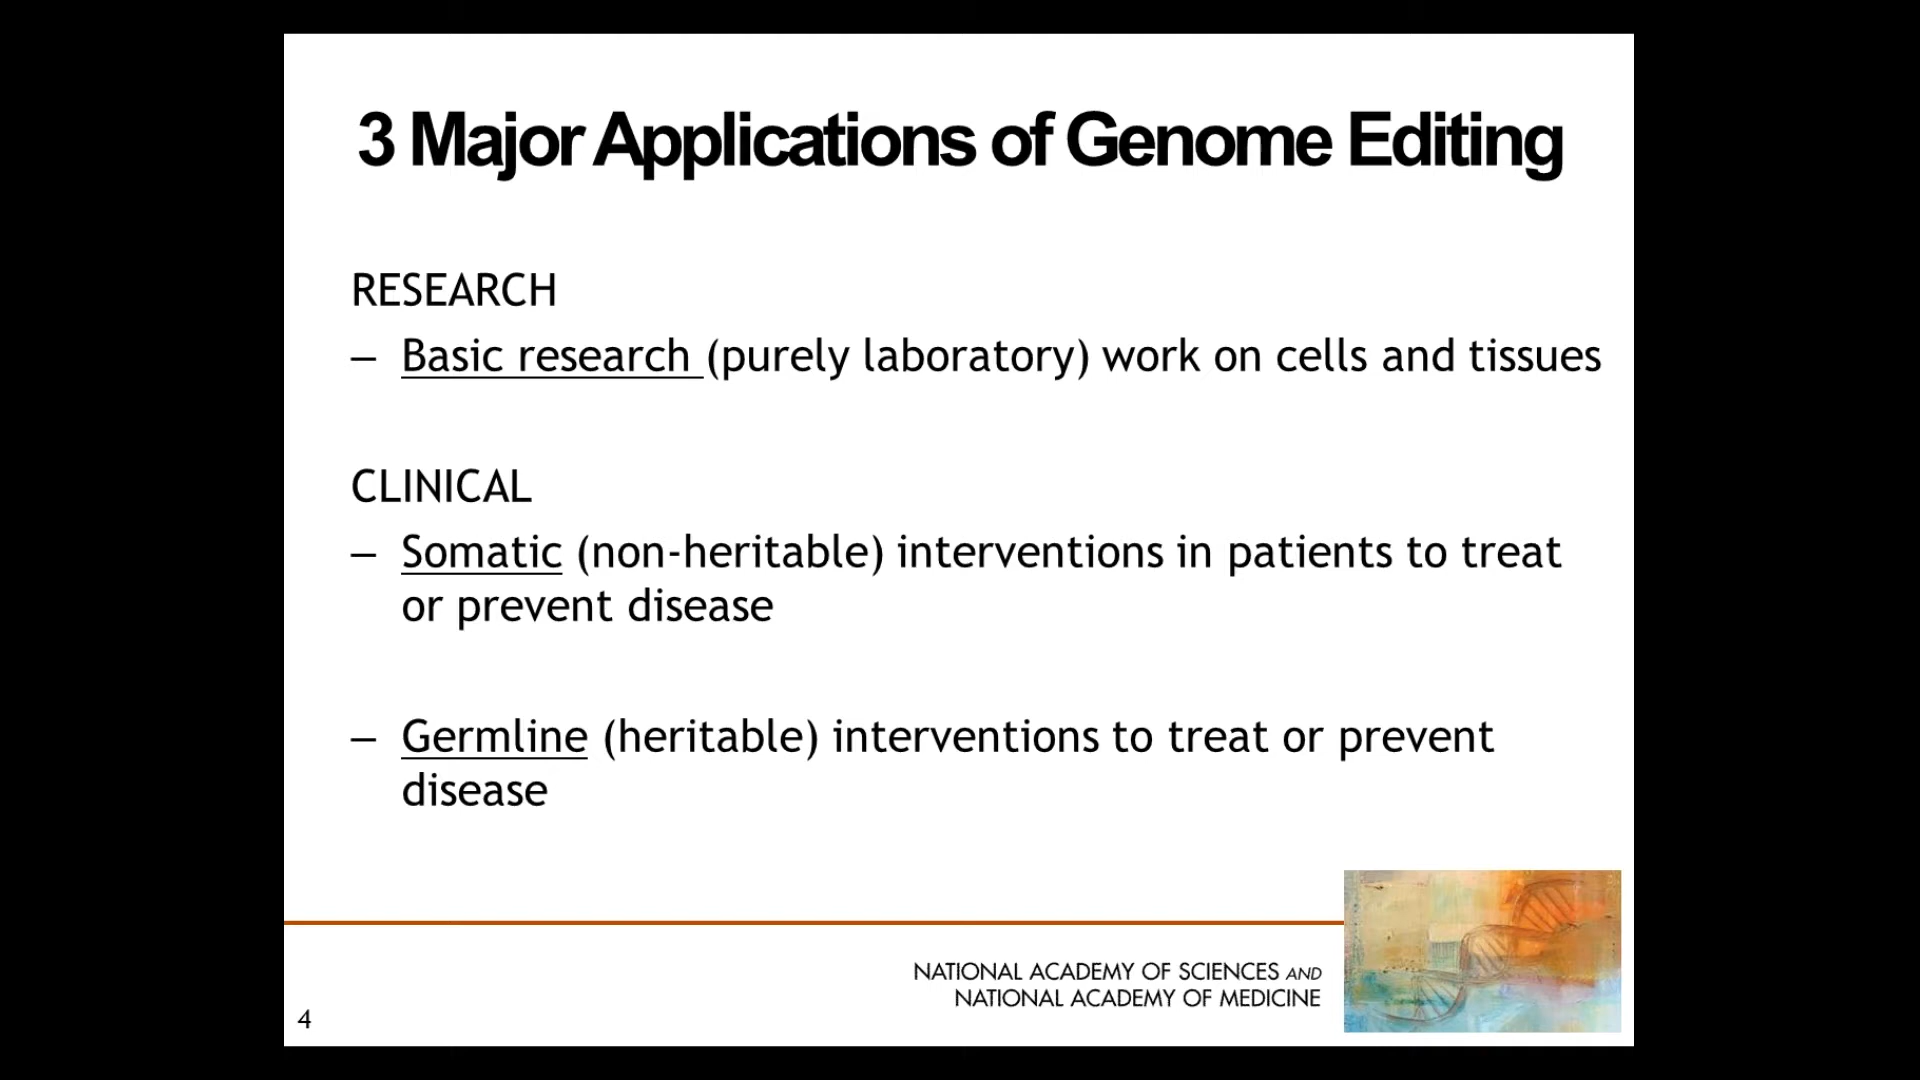 3 Major Applications of Genome Editing
RESEARCH
– Basic research (purely laboratory) work on cells and tissues
CLINICAL
– Somatic (non-heritable) interventions in patients to treat
or prevent disease
– Germline (heritable) interventions to treat or prevent
disease
NATIONAL ACADEMY OF SCIENCES AND
NATIONAL ACADEMY OF MEDICINE
4